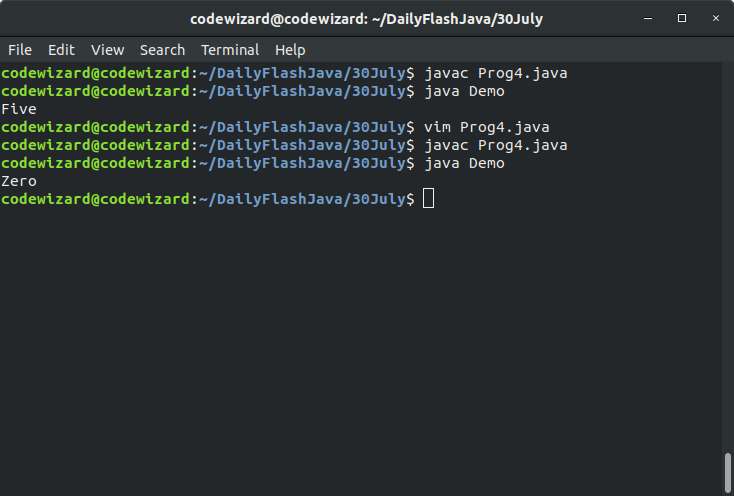 codewizard@codewizard: ~/DailyFlashJava/30July
File Edit View Search Terminal Help
codewizard@codewizard:~/DailyFlashJava/30July$ javac Prog4.java
codewizard@codewizard:~/DailyFlashJava/30July$ java Demo
Five
codewizard@codewizard:~/DailyFlashJava/30July$ vim Prog4.java
codewizard@codewizard:~/DailyFlashJava/30July$ javac Prog4.java
codewizard@codewizard:~/DailyFlashJava/30July$ java Demo
Zero
codewizard@codewizard:~/DailyFlashJava/30July$